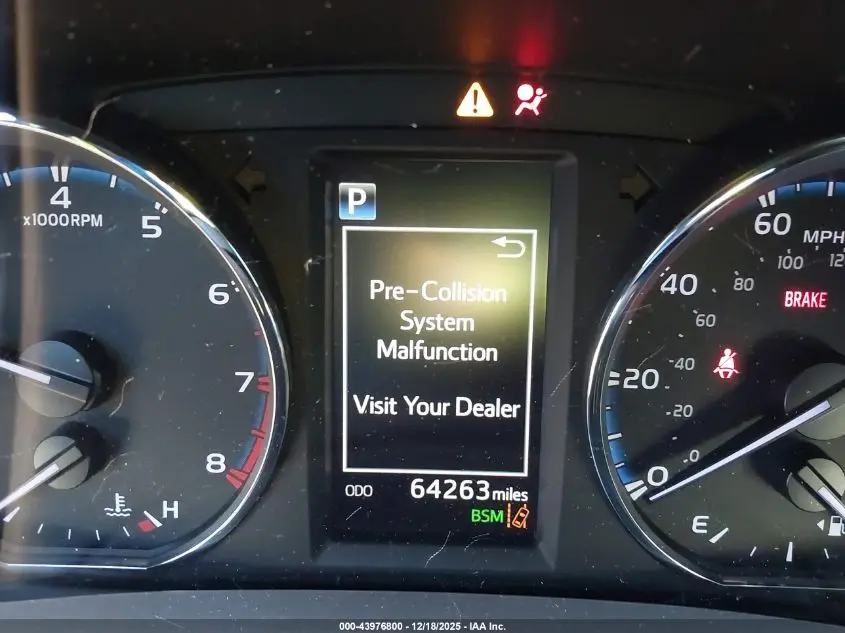 P
Pre-Collision
System
Malfunction
Visit Your Dealer
ODO 64263 miles
BSM
4
x1000RPM
5
6
7
8
H
60
MPH
100
80
40
60
BRAKE
20
40
20
0
0
E
000-43976800 / 12/18/2025 - IAA Inc.